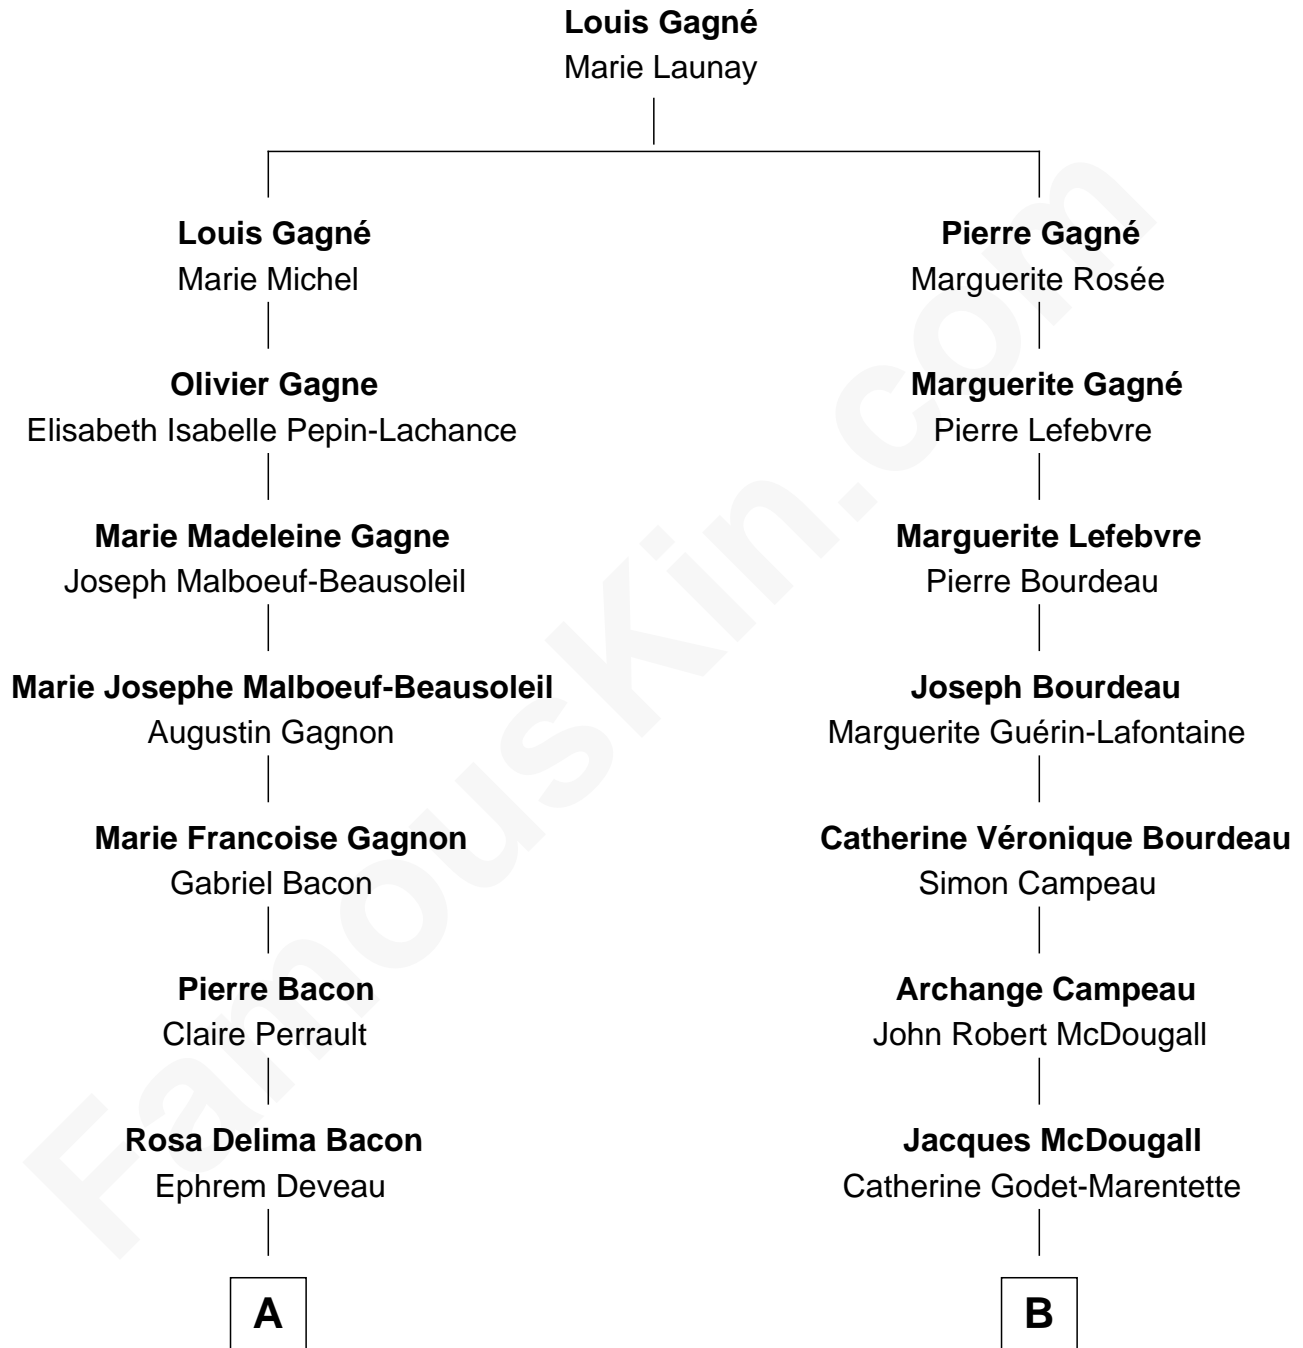 Louis Gagné
Marie Launay
Louis Gagné
Marie Michel
Pierre Gagné
Marguerite Rosée
Olivier Gagne
Elisabeth Isabelle Pepin-Lachance
Marguerite Gagné
Pierre Lefebvre
Marie Madeleine Gagne
Joseph Malboeuf-Beausoleil
Marguerite Lefebvre
Pierre Bourdeau
Marie Josephe Malboeuf-Beausoleil
Augustin Gagnon
Joseph Bourdeau
Marguerite Guérin-Lafontaine
Marie Francoise Gagnon
Gabriel Bacon
Catherine Véronique Bourdeau
Simon Campeau
Pierre Bacon
Claire Perrault
Archange Campeau
John Robert McDougall
Rosa Delima Bacon
Ephrem Deveau
Jacques McDougall
Catherine Godet-Marentette
A
B
FamousKin.com